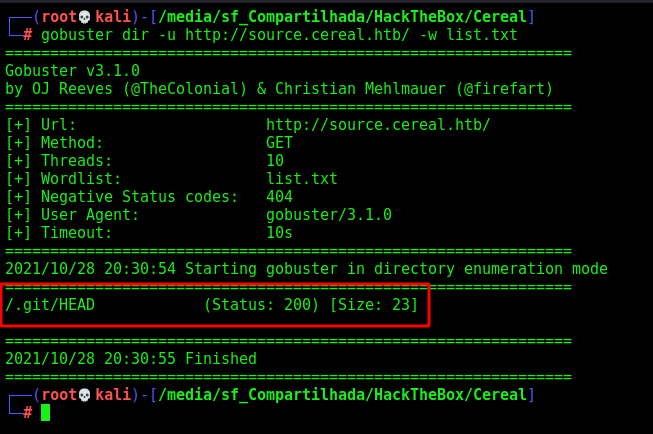 ┌──(root💀kali)-[/media/sf_Compartilhada/HackTheBox/Cereal]
└─# gobuster dir -u http://source.cereal.htb/ -w list.txt
===============================================================
Gobuster v3.1.0
by OJ Reeves (@TheColonial) & Christian Mehlmauer (@firefart)
===============================================================
[+] Url:                     http://source.cereal.htb/
[+] Method:                  GET
[+] Threads:                 10
[+] Wordlist:                list.txt
[+] Negative Status codes:   404
[+] User Agent:              gobuster/3.1.0
[+] Timeout:                 10s
===============================================================
2021/10/28 20:30:54 Starting gobuster in directory enumeration mode
===============================================================
/.git/HEAD            (Status: 200) [Size: 23]
===============================================================
2021/10/28 20:30:55 Finished
===============================================================
┌──(root💀kali)-[/media/sf_Compartilhada/HackTheBox/Cereal]
└─#